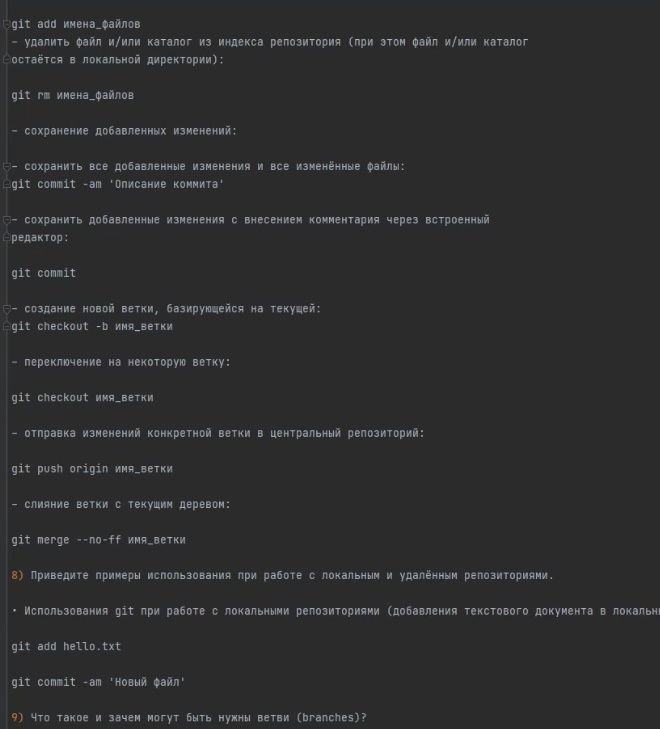 git add имена_файлов
– удалить файл и/или каталог из индекса репозитория (при этом файл и/или каталог
остаётся в локальной директории):
git rm имена_файлов
– сохранение добавленных изменений:
– сохранить все добавленные изменения и все изменённые файлы:
git commit -am 'Описание коммита'
– сохранить добавленные изменения с внесением комментария через встроенный
редактор:
git commit
– создание новой ветки, базирующейся на текущей:
git checkout -b имя_ветки
– переключение на некоторую ветку:
git checkout имя_ветки
– отправка изменений конкретной ветки в центральный репозиторий:
git push origin имя_ветки
– слияние ветки с текущим деревом:
git merge --no-ff имя_ветки
8) Приведите примеры использования при работе с локальным и удалённым репозиториями.
• Использования git при работе с локальными репозиториями (добавления текстового документа в
git add hello.txt
git commit -am 'Новый файл'
9) Что такое и зачем могут быть нужны ветви (branches)?